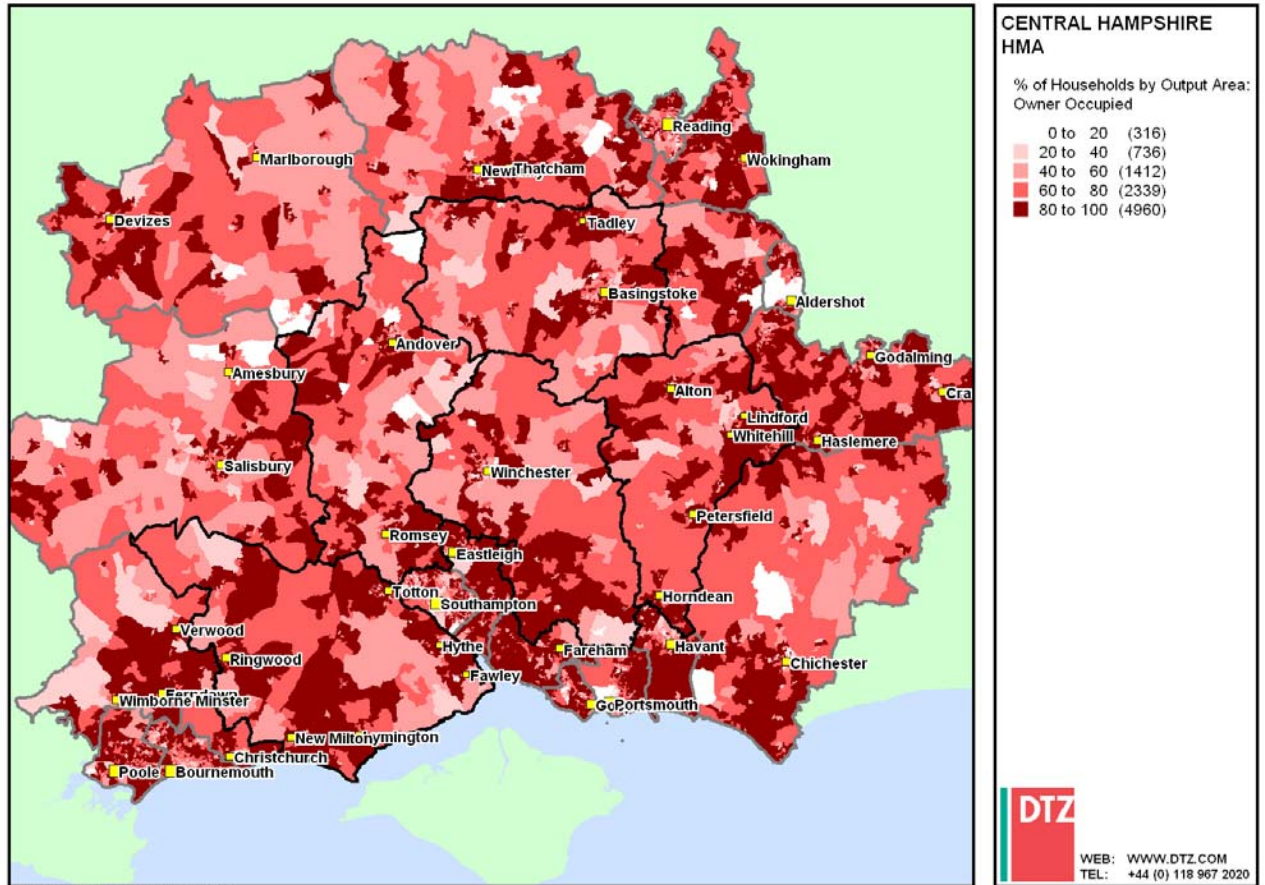 CENTRAL HAMPSHIRE
HMA
% of Households by Output Area:
Owner Occupied
0 to 20 (316)
20 to 40 (736)
40 to 60 (1412)
60 to 80 (2339)
80 to 100 (4960)
Reading
Marlborough
Thatcham
Wokingham
Devizes
Tadley
Basingstoke
Aldershot
Andover
Godalming
Amesbury
Alton
Cra
Lindford
Whitehill
Haslemere
Salisbury
Winchester
Petersfield
Romsey
Eastleigh
Totton
Southampton
Horndean
Verwood
Hythe
Fareham
Havant
Ringwood
Chichester
Fawley
Wimborne Minster
Portsmouth
New Milton
Christchurch
Poole
Bournemouth
DTZ
WEB: WWW.DTZ.COM
TEL: +44 (0) 118 967 2020